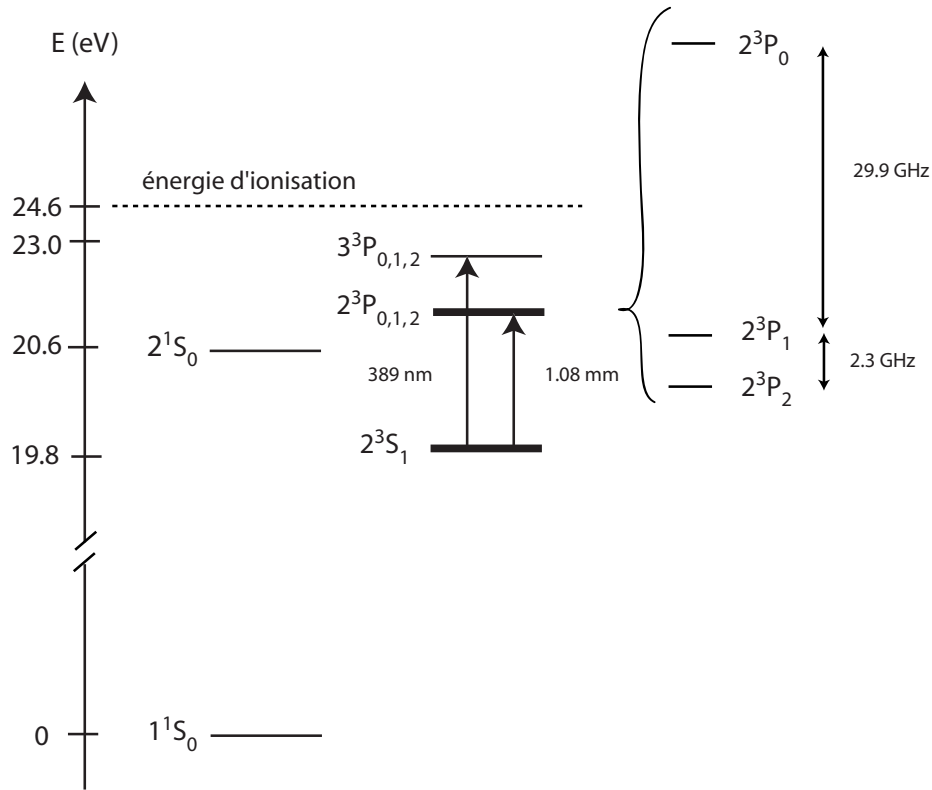 E (eV)
énergie d'ionisation
24.6
23.0
20.6
19.8
0
3³P₀,₁,₂
2³P₀,₁,₂
2¹S₀
389 nm
1.08 mm
2³S₁
1¹S₀
2³P₀
29.9 GHz
2³P₁
2.3 GHz
2³P₂